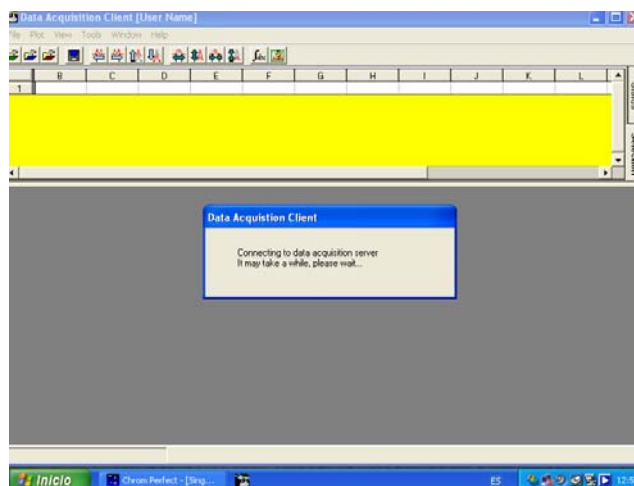 Data Acquisition Client [User Name]
File Plot View Tools Window Help
B C D E F G H I J K L
1
Data Acquistion Client
Connecting to data acquisition server
It may take a while, please wait...
Inicio Chrom Perfect - [Sing... ES